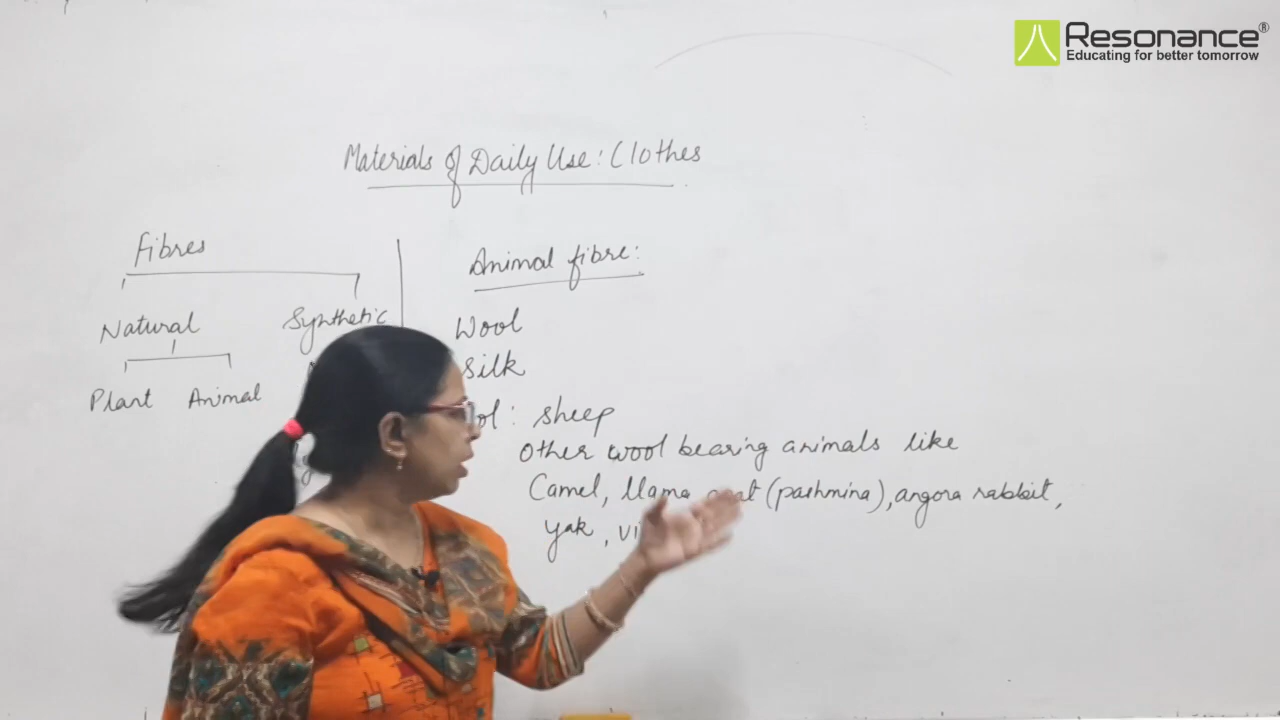 Resonance®
Educating for better tomorrow
Materials of Daily Use: Clothes
Fibres
Natural Synthetic
Plant Animal
Animal fibre:
Wool
Silk
: sheep
Other wool bearing animals like
Camel, (pashmina), angora rabbit,
Yak,